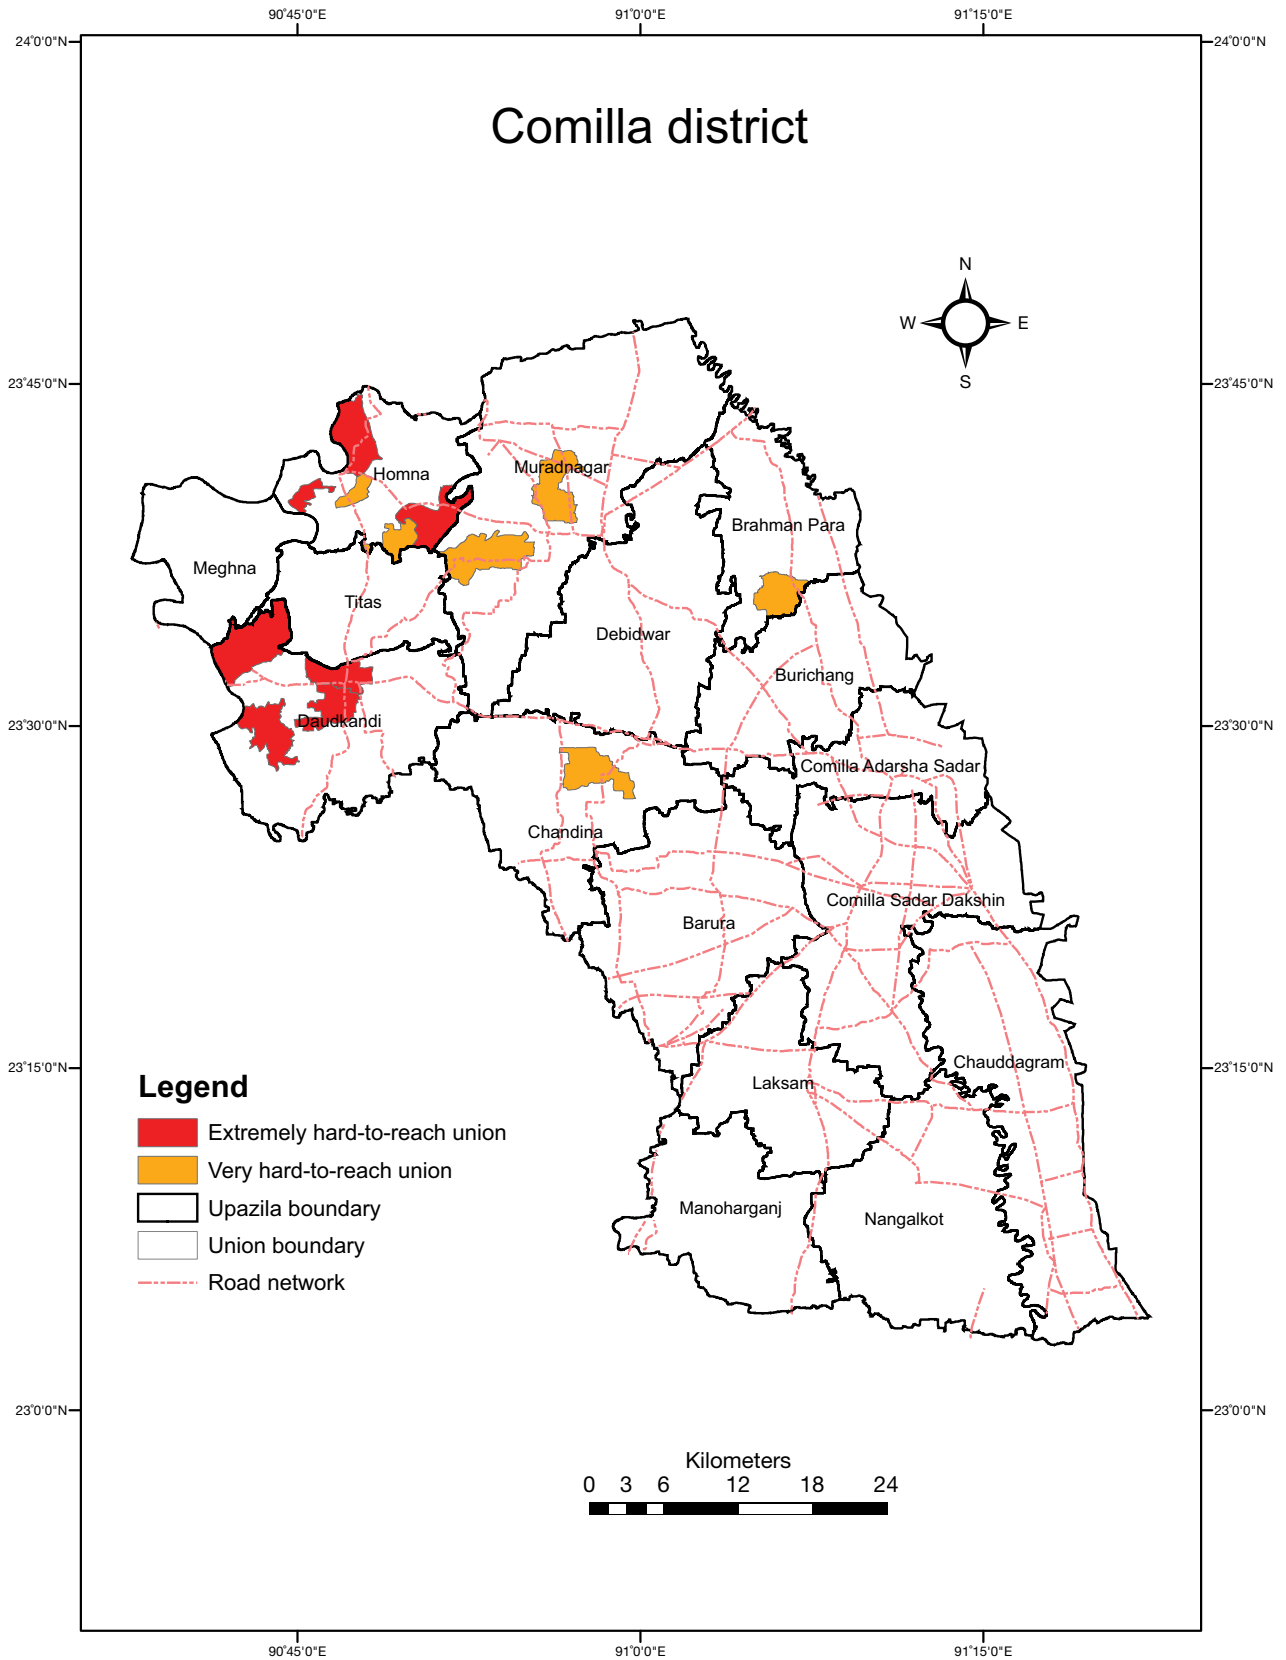 90°45'0"E
91°0'0"E
91°15'0"E
24°0'0"N
24°0'0"N
Comilla district
N
W
E
S
23°45'0"N
23°45'0"N
Homna
Muradnagar
Brahman Para
Meghna
Titas
Debidwar
Burichang
Daudkandi
23°30'0"N
23°30'0"N
Comilla Adarsha Sadar
Chandina
Comilla Sadar Dakshin
Barura
Chauddagram
23°15'0"N
23°15'0"N
Laksam
Manoharganj
Nangalkot
Legend
Extremely hard-to-reach union
Very hard-to-reach union
Upazila boundary
Union boundary
Road network
23°0'0"N
23°0'0"N
Kilometers
0 3 6 12 18 24
90°45'0"E
91°0'0"E
91°15'0"E